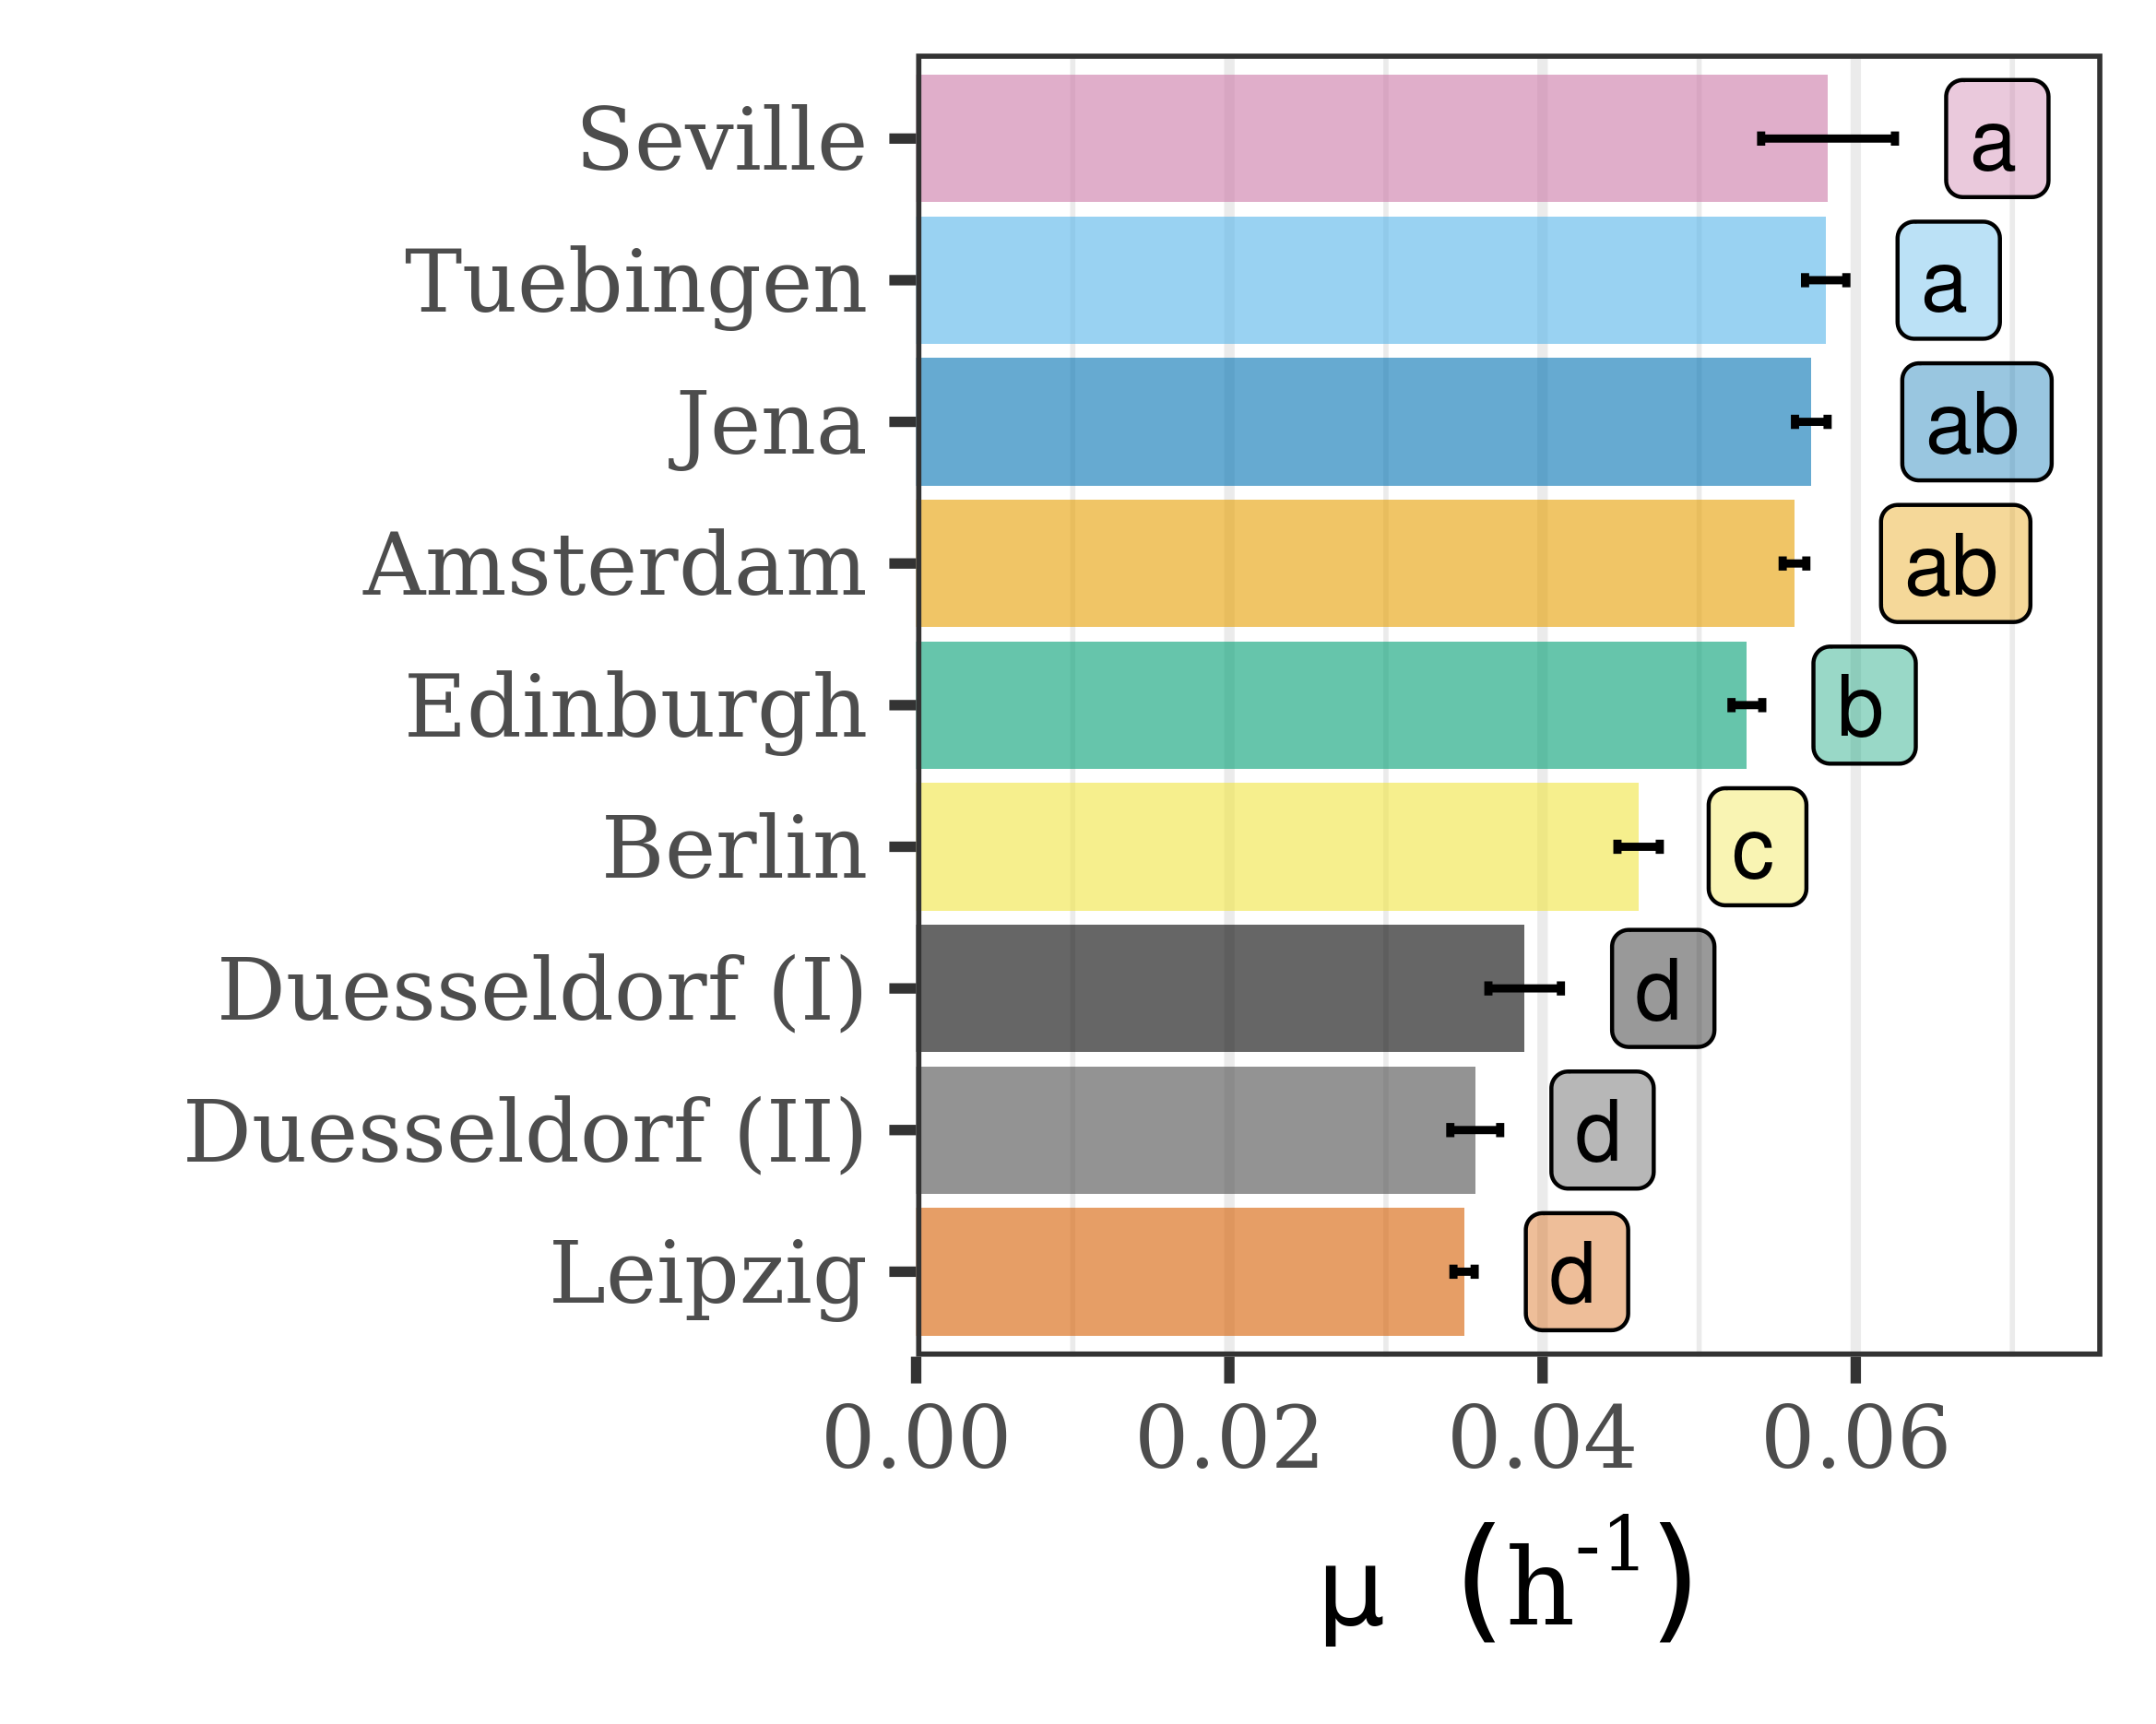 Seville a
Tuebingen a
Jena ab
Amsterdam ab
Edinburgh b
Berlin c
Duesseldorf (I) d
Duesseldorf (II) d
Leipzig d
0.00 0.02 0.04 0.06
μ (h⁻¹)